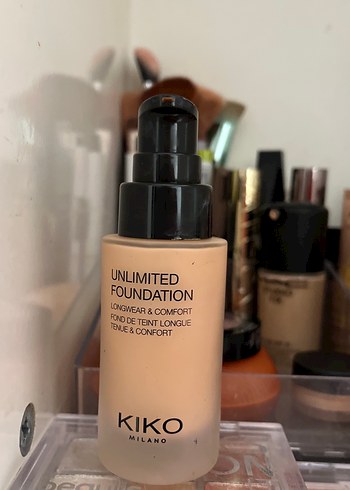 UNLIMITED
FOUNDATION
LONGWEAR & COMFORT
FOND DE TEINT LONGUE
TENUE & CONFORT
KIKO
MILANO